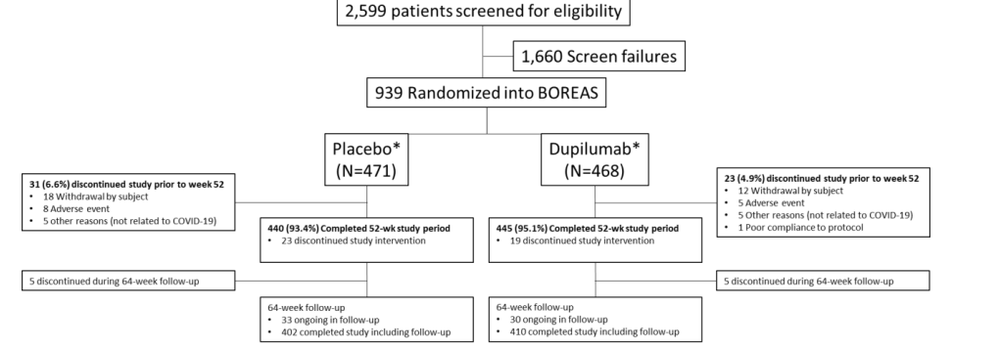 2,599 patients screened for eligibility
1,660 Screen failures
939 Randomized into BOREAS
Placebo*
(N=471)
Dupilumab*
(N=468)
31 (6.6%) discontinued study prior to week 52
• 18 Withdrawal by subject
• 8 Adverse event
• 5 other reasons (not related to COVID-19)
23 (4.9%) discontinued study prior to week 52
• 12 Withdrawal by subject
• 5 Adverse event
• 5 Other reasons (not related to COVID-19)
• 1 Poor compliance to protocol
440 (93.4%) Completed 52-wk study period
• 23 discontinued study intervention
445 (95.1%) Completed 52-wk study period
• 19 discontinued study intervention
5 discontinued during 64-week follow-up
5 discontinued during 64-week follow-up
64-week follow-up
• 33 ongoing in follow-up
• 402 completed study including follow-up
64-week follow-up
• 30 ongoing in follow-up
• 410 completed study including follow-up